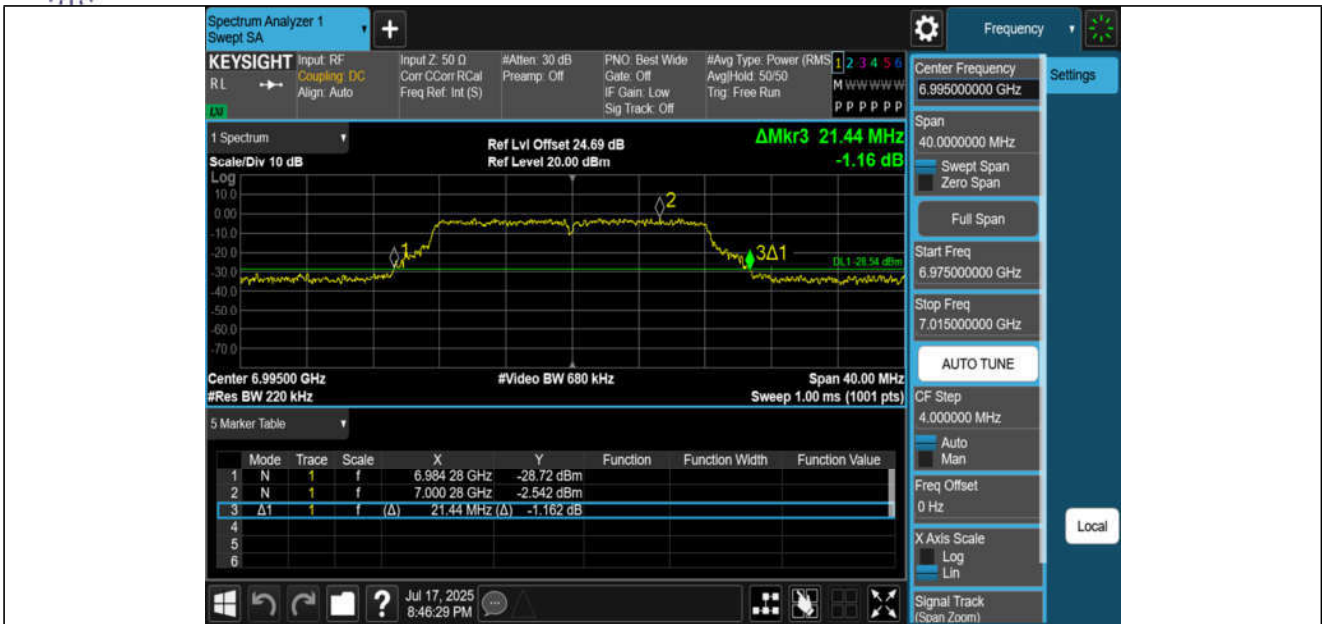 Spectrum Analyzer 1
Swept SA
+
Frequency
KEYSIGHT
RL
LV
Input: RF
Coupling: DC
Align: Auto
Input Z: 50 Ω
Corr CCorr RCal
Freq Ref: Int (S)
#Atten: 30 dB
Preamp: Off
PNO: Best Wide
Gate: Off
IF Gain: Low
Sig Track: Off
#Avg Type: Power (RMS
Avg|Hold: 50/50
Trig: Free Run
1 2 3 4 5 6
M W W W W W
P P P P P P
1 Spectrum
Scale/Div 10 dB
Ref Lvl Offset 24.69 dB
Ref Level 20.00 dBm
ΔMkr3 21.44 MHz
-1.16 dB
Log
10.0
0.00
-10.0
-20.0
-30.0
-40.0
-50.0
-60.0
-70.0
1
2
3Δ1
DL1 -28.54 dBm
Center 6.99500 GHz
#Res BW 220 kHz
#Video BW 680 kHz
Span 40.00 MHz
Sweep 1.00 ms (1001 pts)
5 Marker Table
Mode Trace Scale X Y Function Function Width Function Value
1 N 1 f 6.984 28 GHz -28.72 dBm
2 N 1 f 7.000 28 GHz -2.542 dBm
3 Δ1 1 f (Δ) 21.44 MHz (Δ) -1.162 dB
4
5
6
?
Jul 17, 2025
8:46:29 PM
Center Frequency
6.995000000 GHz
Settings
Span
40.0000000 MHz
Swept Span
Zero Span
Full Span
Start Freq
6.975000000 GHz
Stop Freq
7.015000000 GHz
AUTO TUNE
CF Step
4.000000 MHz
Auto
Man
Freq Offset
0 Hz
X Axis Scale
Log
Lin
Local
Signal Track
(Span Zoom)